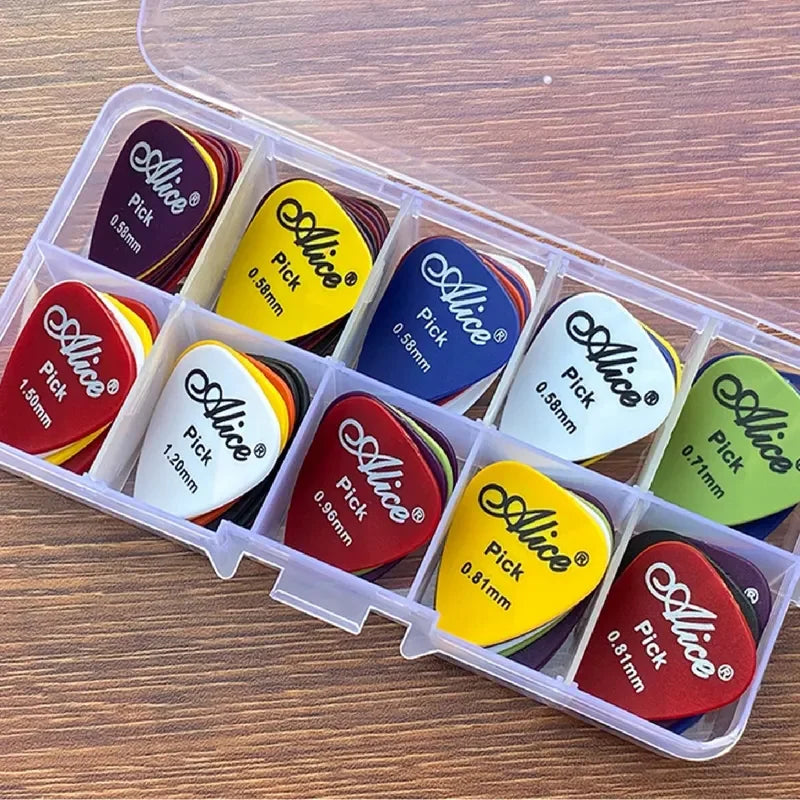 Alice®
Pick
0.58mm
Alice®
Pick
0.58mm
Alice®
Pick
0.58mm
Alice®
Pick
0.58mm
Alice®
Pick
0.71mm
Alice®
Pick
1.50mm
Alice®
Pick
1.20mm
Alice®
Pick
0.96mm
Alice®
Pick
0.81mm
Alice®
Pick
0.81mm
®